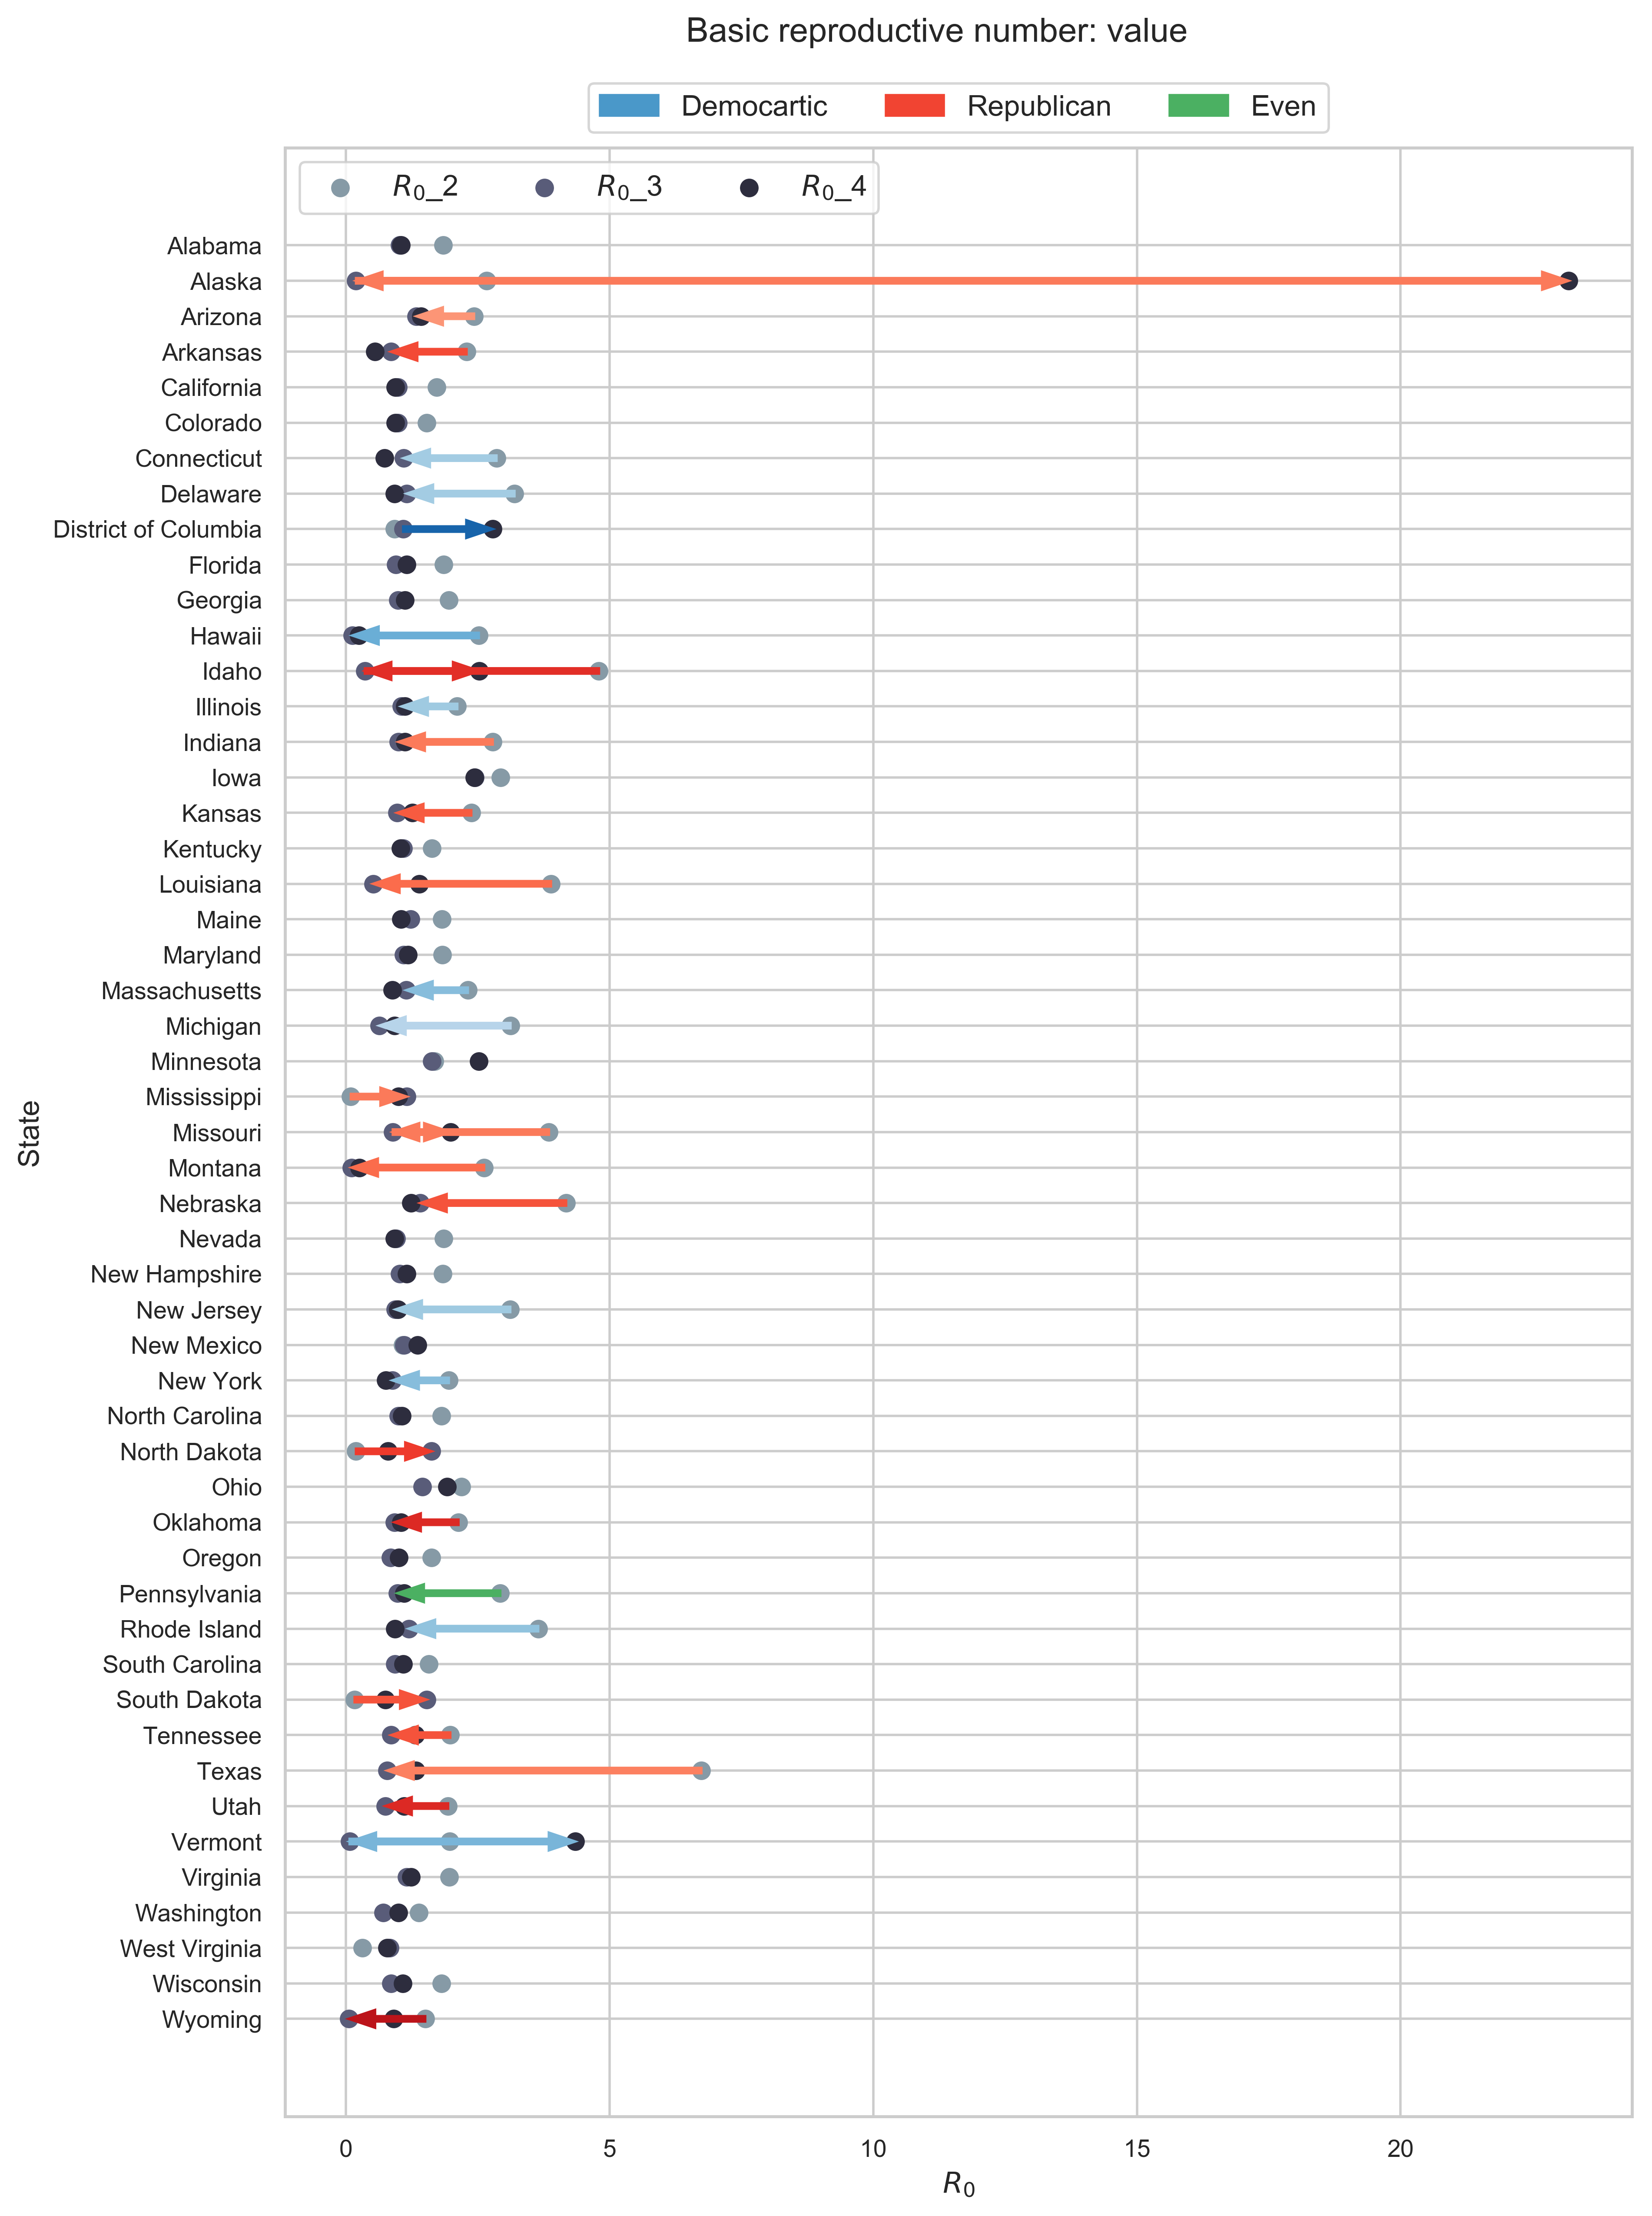 Basic reproductive number: value
Democartic Republican Even
R0_2 R0_3 R0_4
Alabama
Alaska
Arizona
Arkansas
California
Colorado
Connecticut
Delaware
District of Columbia
Florida
Georgia
Hawaii
Idaho
Illinois
Indiana
Iowa
Kansas
Kentucky
Louisiana
Maine
Maryland
Massachusetts
Michigan
Minnesota
Mississippi
Missouri
Montana
Nebraska
Nevada
New Hampshire
New Jersey
New Mexico
New York
North Carolina
North Dakota
Ohio
Oklahoma
Oregon
Pennsylvania
Rhode Island
South Carolina
South Dakota
Tennessee
Texas
Utah
Vermont
Virginia
Washington
West Virginia
Wisconsin
Wyoming
State
0 5 10 15 20
R0